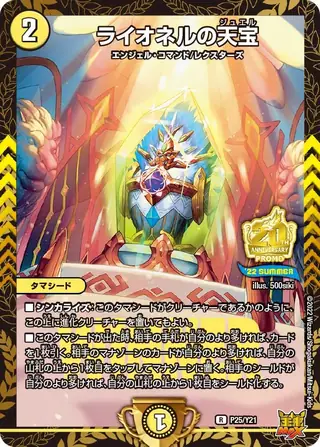 2
ジュエル
ライオネルの天宝
エンジェル・コマンド/レクスターズ
21
ANNIVERSARY
PROMO
'22 SUMMER
illus. 500siki
タマシード
■シンカライズ:このタマシードがクリーチャーであるかのように、
この上に進化クリーチャーを置いてもよい。
■このタマシードが出た時、相手の手札が自分のより多ければ、カード
を1枚引く。相手のマナゾーンのカードが自分のより多ければ、自分の
山札の上から1枚目をタップしてマナゾーンに置く。相手のシールドが
自分のより多ければ、自分の山札の上から1枚目をシールド化する。
1
R P25/Y21